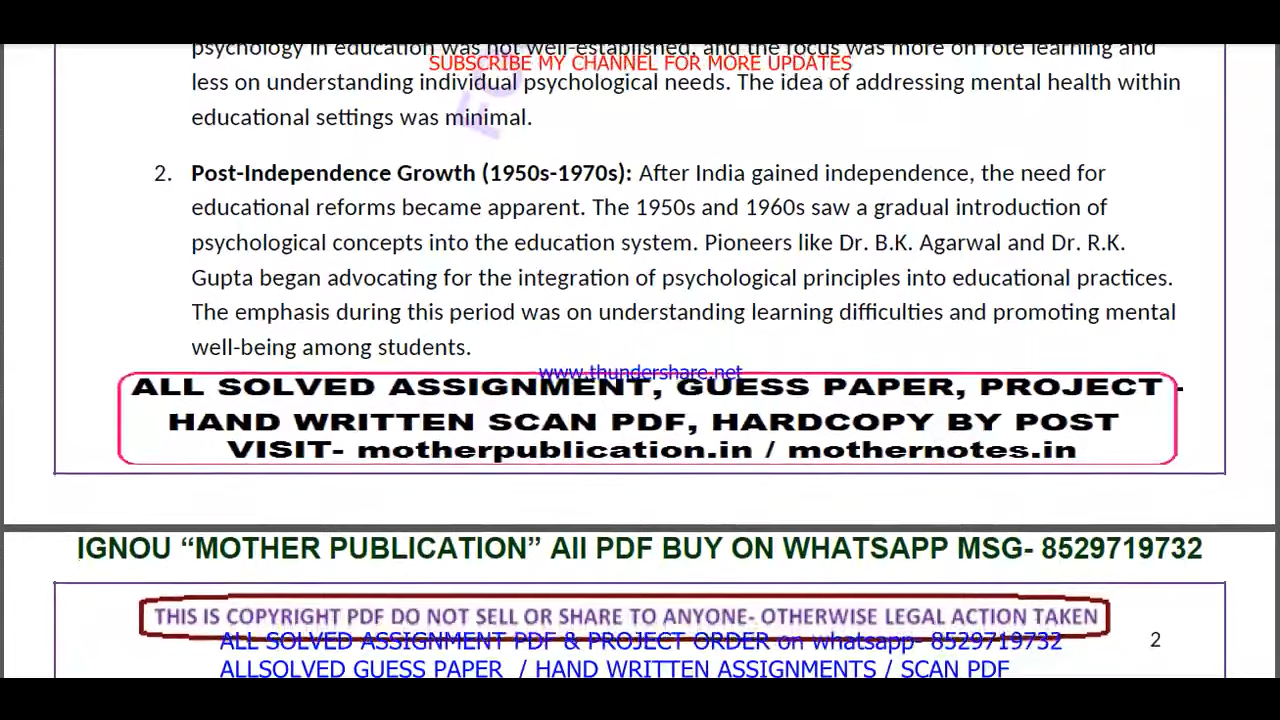 psychology in education was not well-established, and the focus was more on rote learning and
SUBSCRIBE MY CHANNEL FOR MORE UPDATES
less on understanding individual psychological needs. The idea of addressing mental health within
educational settings was minimal.
2. Post-Independence Growth (1950s-1970s): After India gained independence, the need for
educational reforms became apparent. The 1950s and 1960s saw a gradual introduction of
psychological concepts into the education system. Pioneers like Dr. B.K. Agarwal and Dr. R.K.
Gupta began advocating for the integration of psychological principles into educational practices.
The emphasis during this period was on understanding learning difficulties and promoting mental
well-being among students.
www.thundershare.net
ALL SOLVED ASSIGNMENT, GUESS PAPER, PROJECT -
HAND WRITTEN SCAN PDF, HARDCOPY BY POST
VISIT- motherpublication.in / mothernotes.in
IGNOU “MOTHER PUBLICATION” All PDF BUY ON WHATSAPP MSG- 8529719732
THIS IS COPYRIGHT PDF DO NOT SELL OR SHARE TO ANYONE- OTHERWISE LEGAL ACTION TAKEN
ALL SOLVED ASSIGNMENT PDF & PROJECT ORDER on whatsapp- 8529719732
2
ALLSOLVED GUESS PAPER / HAND WRITTEN ASSIGNMENTS / SCAN PDF